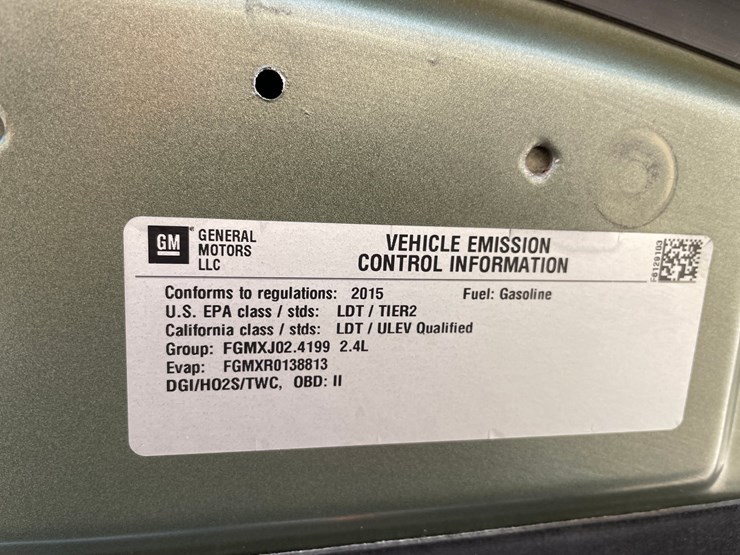 GM
GENERAL
MOTORS
LLC
VEHICLE EMISSION
CONTROL INFORMATION
Conforms to regulations: 2015 Fuel: Gasoline
U.S. EPA class / stds: LDT / TIER2
California class / stds: LDT / ULEV Qualified
Group: FGMXJ02.4199 2.4L
Evap: FGMXR0138813
DGI/HO2S/TWC, OBD: II
F6129103